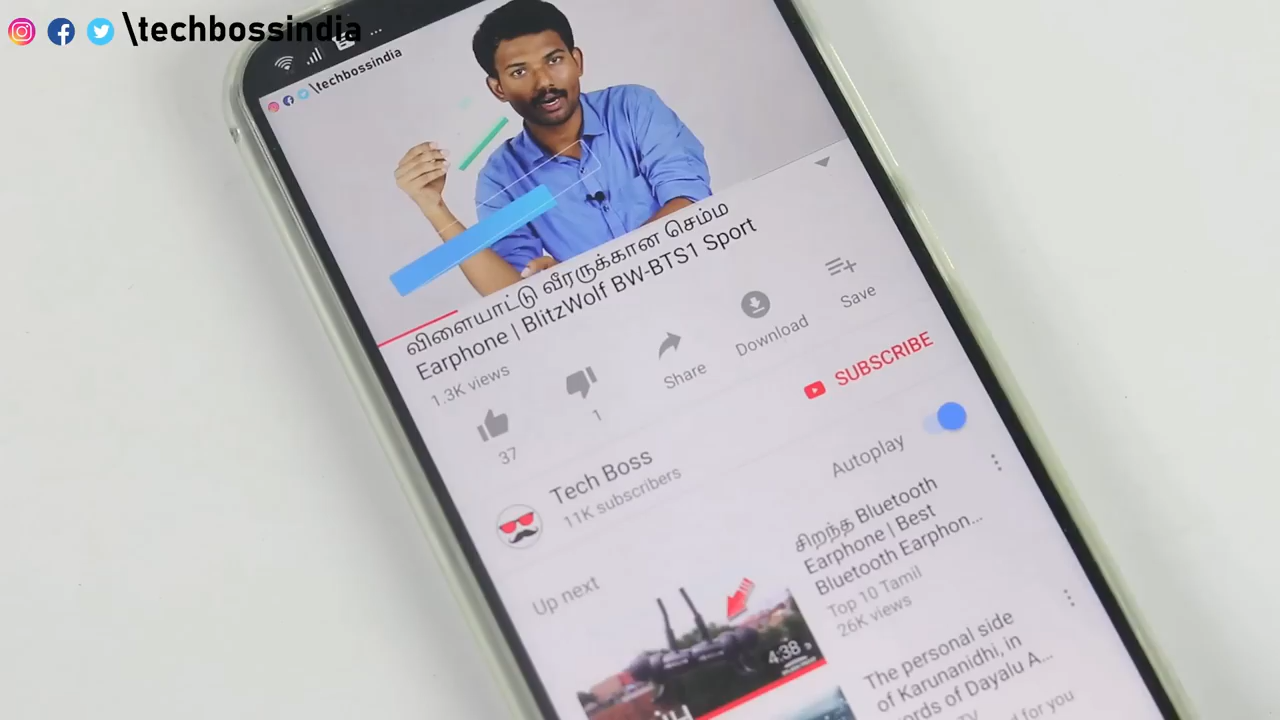 \techbossindia
\techbossindia
விளையாட்டு வீரருக்கான செம்ம
Earphone | BlitzWolf BW-BTS1 Sport
1.3K views
37
1
Share
Download
Save
SUBSCRIBE
Tech Boss
11K subscribers
Autoplay
Up next
சிறந்த Bluetooth
Earphone | Best
Bluetooth Earphon...
Top 10 Tamil
26K views
4:38
The personal side
of Karunanidhi, in
words of Dayalu A...
for you